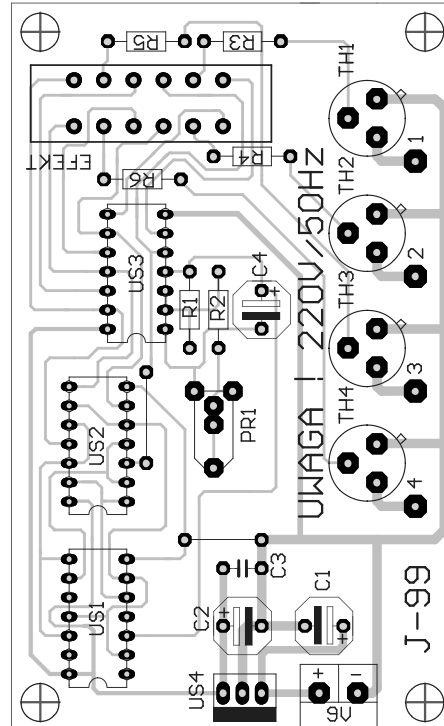 R5
R3
TH1
1
EFEKT
R4
R6
TH2
2
US3
R1
R2
C4
+
UWAGA ! 220V/50Hz
TH3
3
US2
PR1
TH4
4
US1
C3
C2
+
C1
+
US4
+
-
9V
J-99